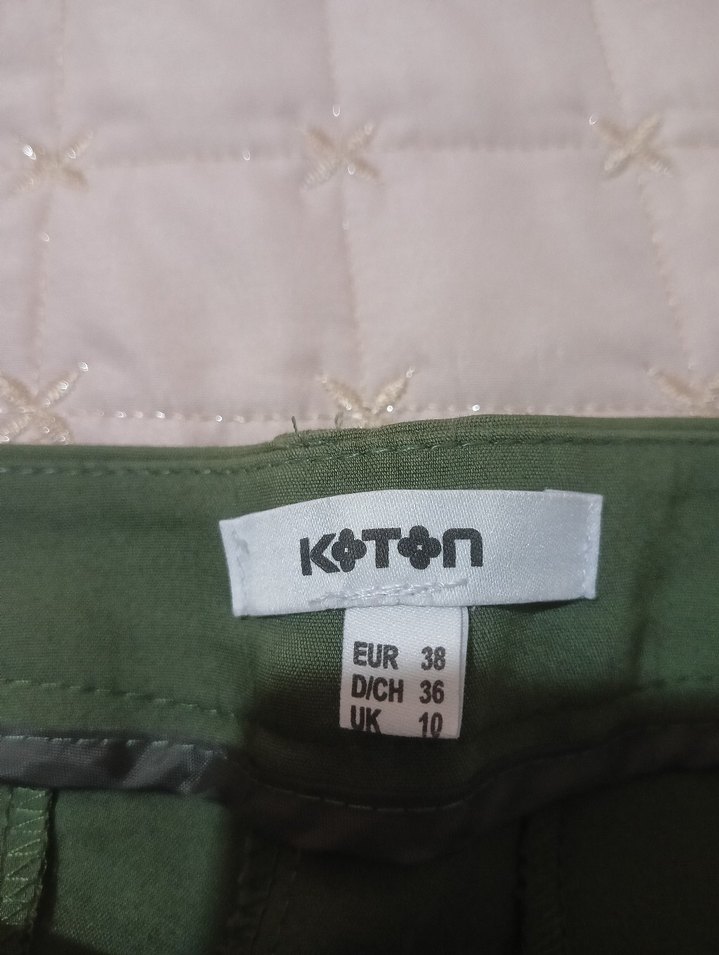 KOTON
EUR 38
D/CH 36
UK 10